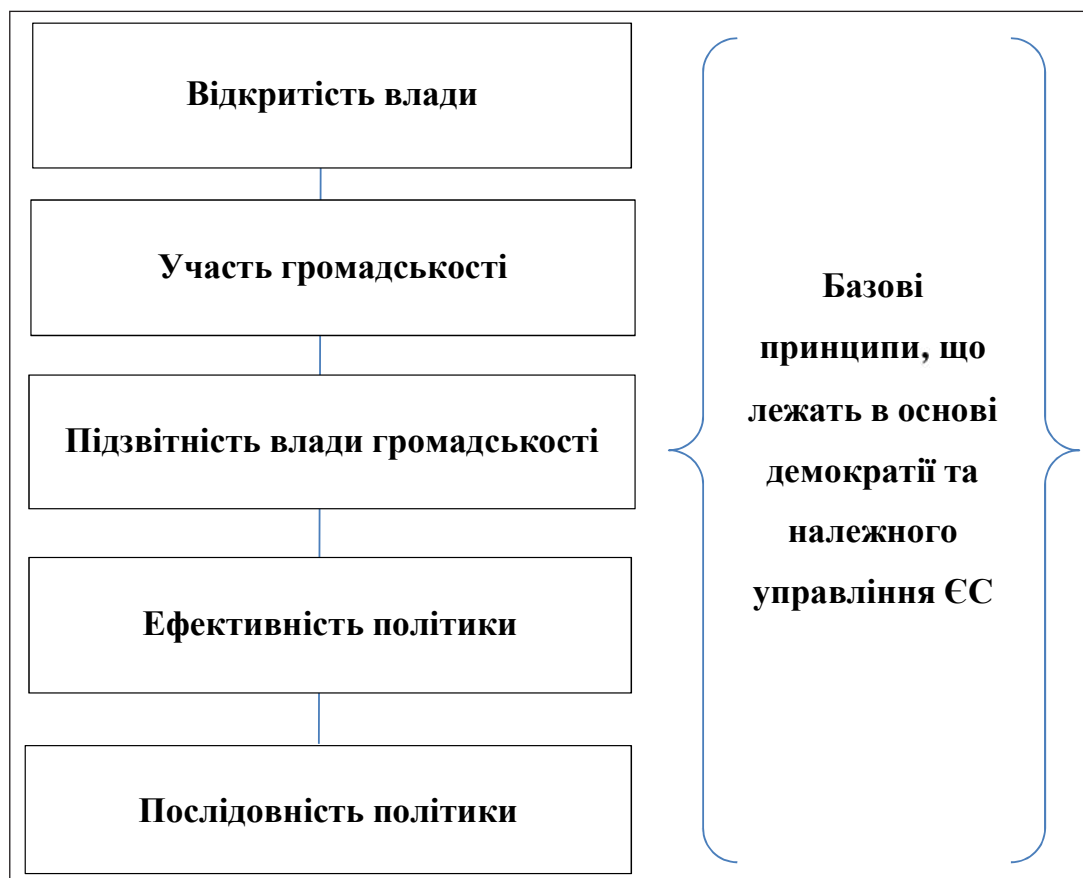 Відкритість влади
Участь громадськості
Підзвітність влади громадськості
Ефективність політики
Послідовність політики
Базові
принципи, що
лежать в основі
демократії та
належного
управління ЄС